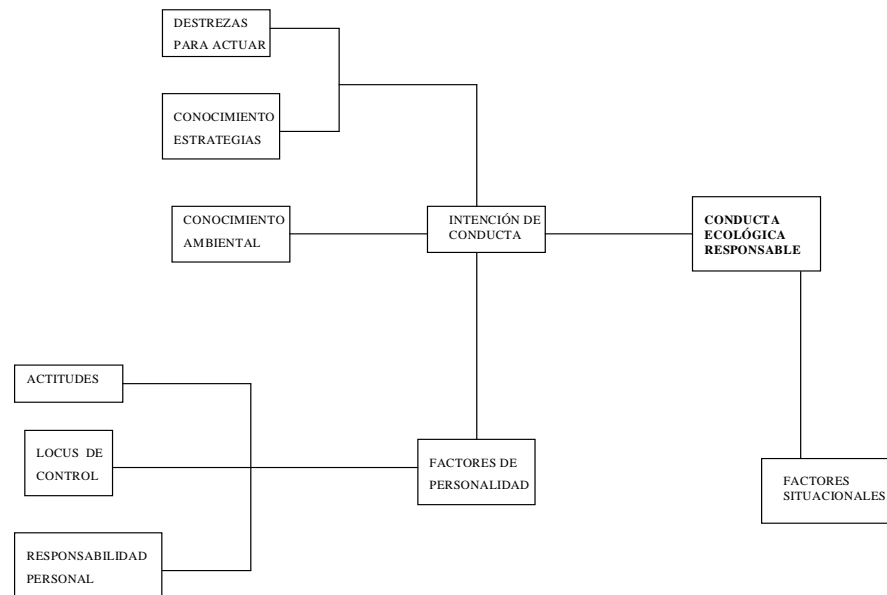 DESTREZAS
PARA ACTUAR
CONOCIMIENTO
ESTRATEGIAS
CONOCIMIENTO
AMBIENTAL
INTENCIÓN DE
CONDUCTA
CONDUCTA
ECOLÓGICA
RESPONSABLE
ACTITUDES
LOCUS DE
CONTROL
FACTORES DE
PERSONALIDAD
FACTORES
SITUACIONALES
RESPONSABILIDAD
PERSONAL